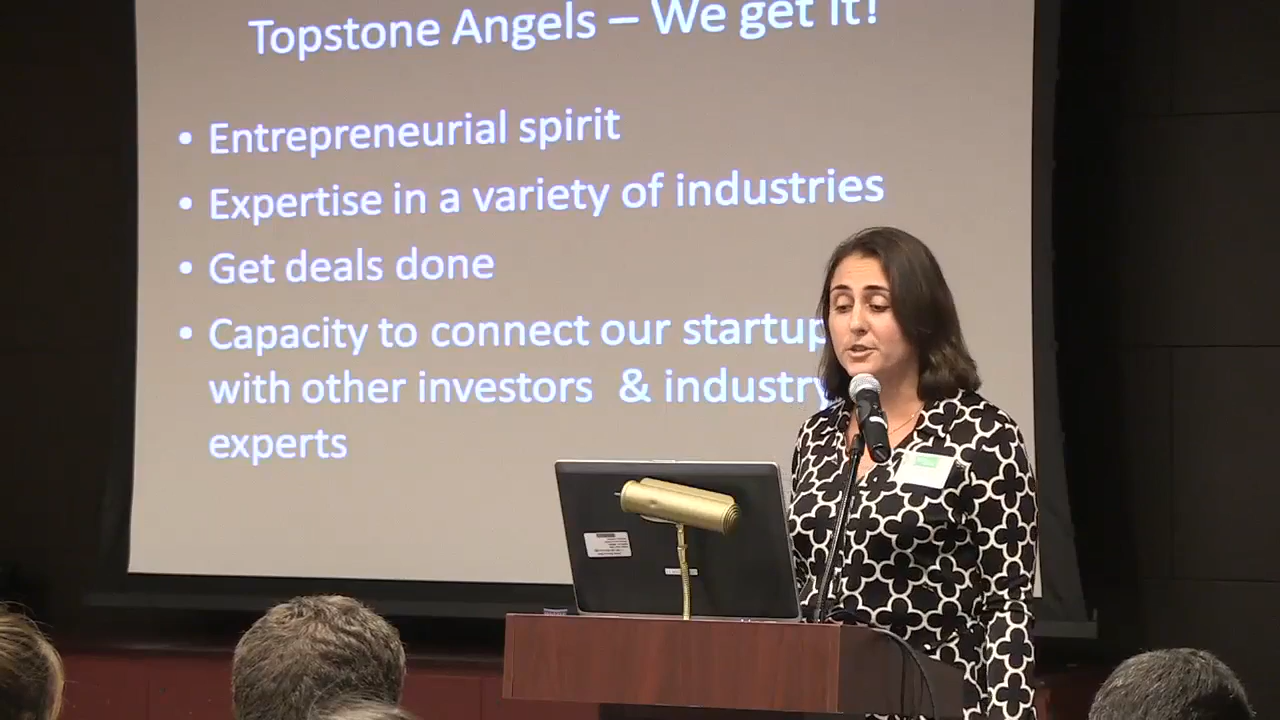 Topstone Angels – We get it!
• Entrepreneurial spirit
• Expertise in a variety of industries
• Get deals done
• Capacity to connect our startup
with other investors & industry
experts